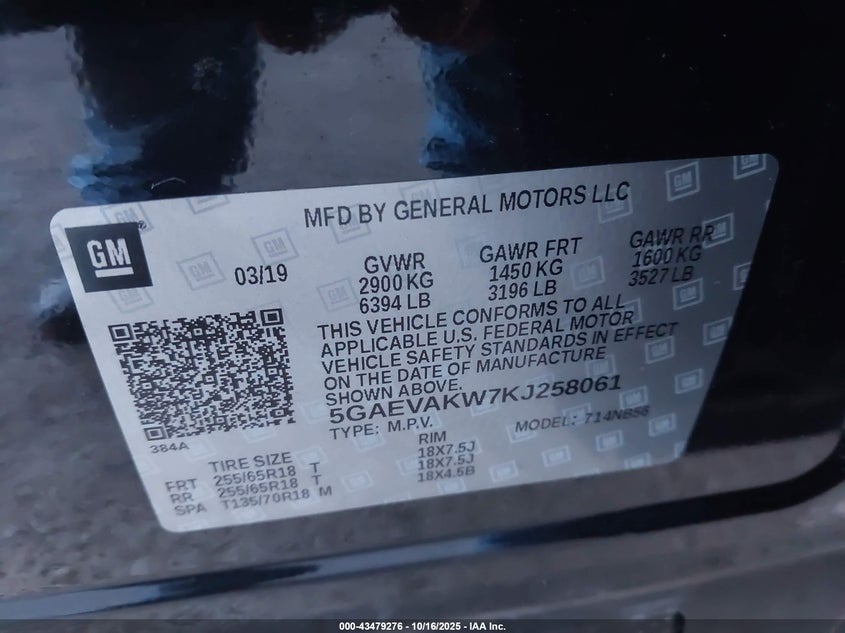 MFD BY GENERAL MOTORS LLC
GM®
03/19
GVWR
2900 KG
6394 LB
GAWR FRT
1450 KG
3196 LB
GAWR RR
1600 KG
3527 LB
THIS VEHICLE CONFORMS TO ALL
APPLICABLE U.S. FEDERAL MOTOR
VEHICLE SAFETY STANDARDS IN EFFECT
ON THE DATE OF MANUFACTURE
SHOWN ABOVE.
5GAEVAKW7KJ258061
TYPE: M.P.V. MODEL: 714NB56
384A
TIRE SIZE RIM
FRT 255/65R18 T 18X7.5J
RR 255/65R18 T 18X7.5J
SPA T135/70R18 M 18X4.5B
000-43479276 - 10/16/2025 - IAA Inc.